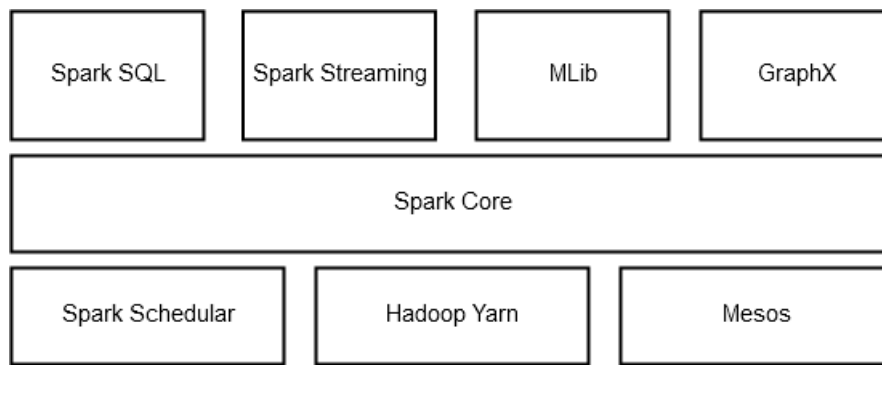 Spark SQL
Spark Streaming
MLib
GraphX
Spark Core
Spark Schedular
Hadoop Yarn
Mesos